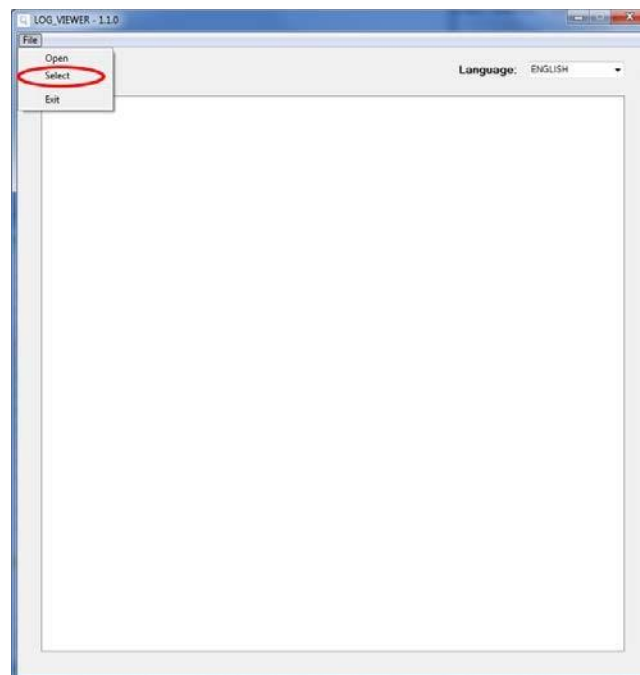 LOG_VIEWER - 1.1.0
File
Open
Select
Exit
Language: ENGLISH